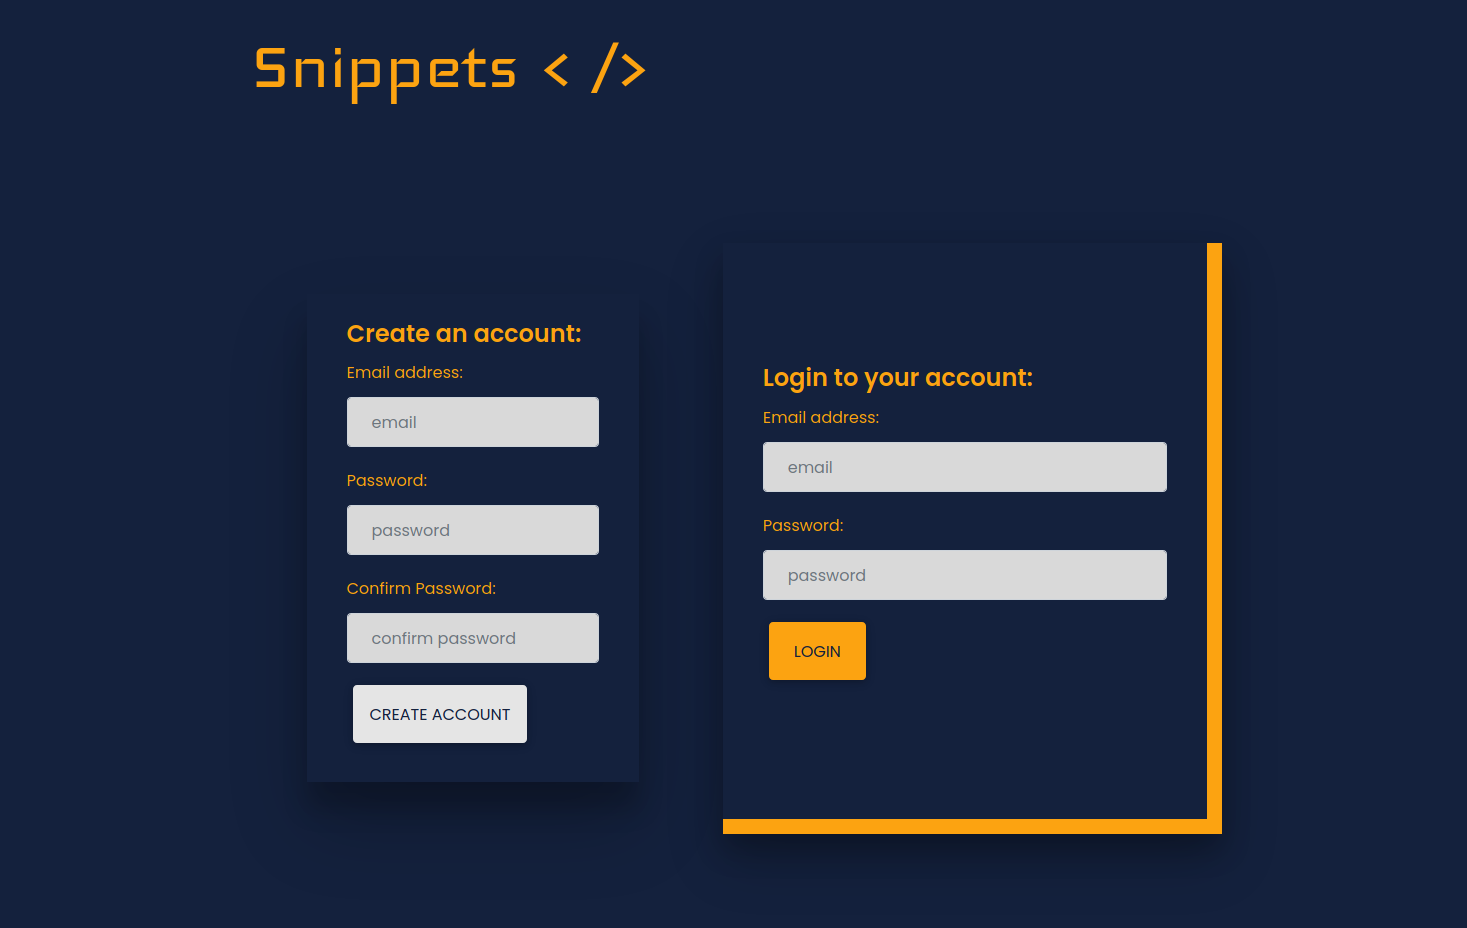 Snippets < />
Create an account:
Email address:
email
Password:
password
Confirm Password:
confirm password
CREATE ACCOUNT
Login to your account:
Email address:
email
Password:
password
LOGIN